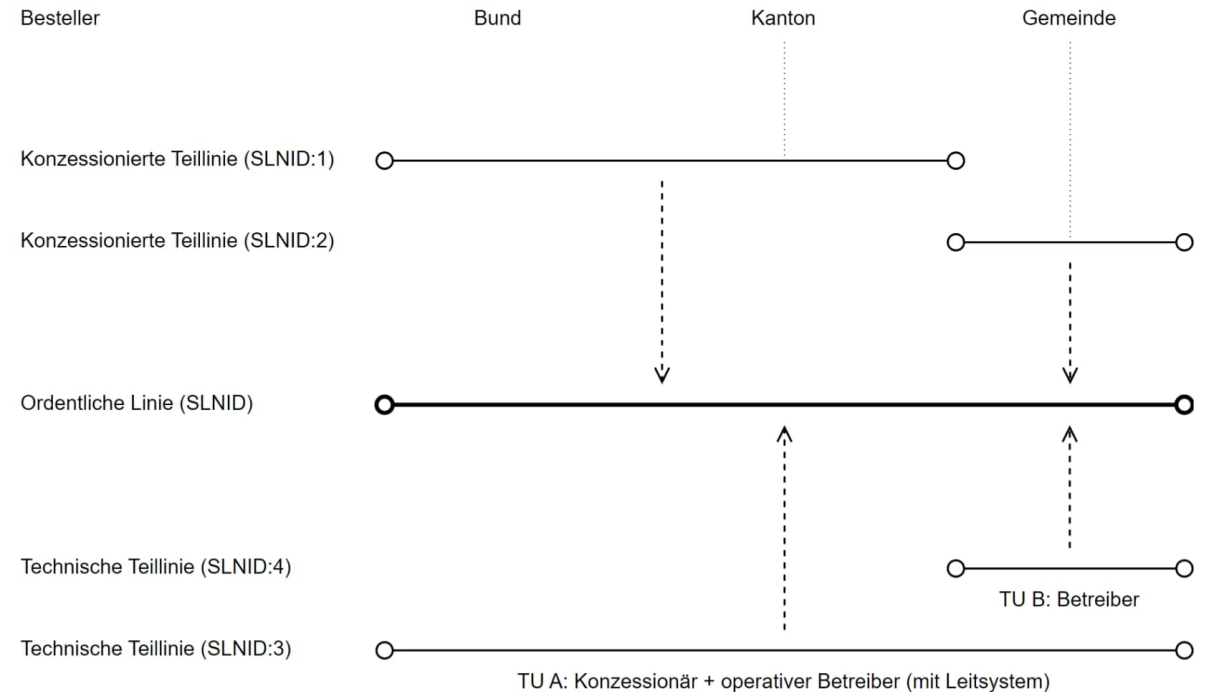 Besteller Bund Kanton Gemeinde
Konzessionierte Teillinie (SLNID:1)
Konzessionierte Teillinie (SLNID:2)
Ordentliche Linie (SLNID)
Technische Teillinie (SLNID:4)
TU B: Betreiber
Technische Teillinie (SLNID:3)
TU A: Konzessionär + operativer Betreiber (mit Leitsystem)